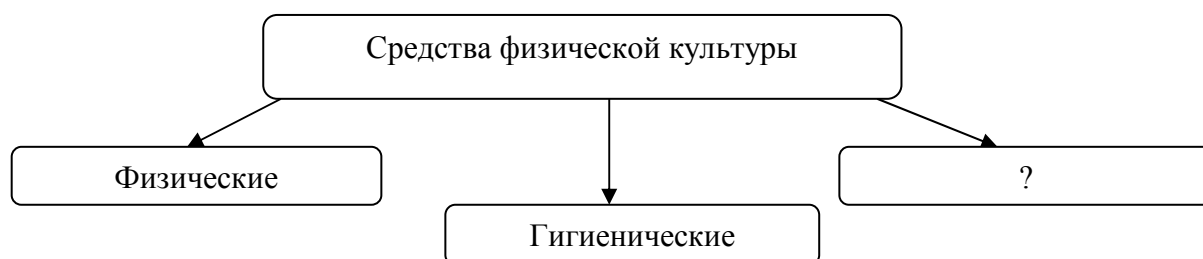 Средства физической культуры
Физические
?
Гигиенические